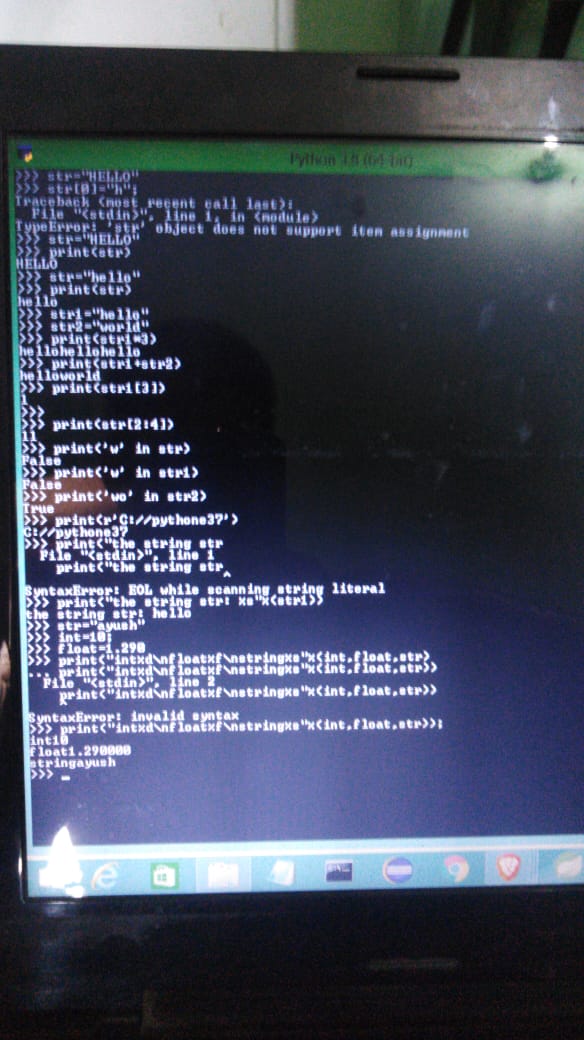 Python 3.8 (64-bit)
>>> str="HELLO"
>>> str[0]="h";
Traceback (most recent call last):
  File "<stdin>", line 1, in <module>
TypeError: 'str' object does not support item assignment
>>> str="HELLO"
>>> print(str)
HELLO
>>> str="hello"
>>> print(str)
hello
>>> str1="hello"
>>> str2="world"
>>> print(str1*3)
hellohellohello
>>> print(str1+str2)
helloworld
>>> print(str1[3])
l
>>>
>>> print(str[2:4])
ll
>>> print('w' in str)
False
>>> print('w' in str1)
False
>>> print('wo' in str2)
True
>>> print(r'C://pythone37')
C://pythone37
>>> print("the string str
  File "<stdin>", line 1
    print("the string str
                         ^
SyntaxError: EOL while scanning string literal
>>> print("the string str: %s"%(str1))
the string str: hello
>>> str="ayush"
>>> int=10;
>>> float=1.290
>>> print("int%d\nfloat%f\nstring%s"%(int,float,str)
... print("int%d\nfloat%f\nstring%s"%(int,float,str))
  File "<stdin>", line 2
    print("int%d\nfloat%f\nstring%s"%(int,float,str))
    ^
SyntaxError: invalid syntax
>>> print("int%d\nfloat%f\nstring%s"%(int,float,str));
int10
float1.290000
stringayush
>>> _